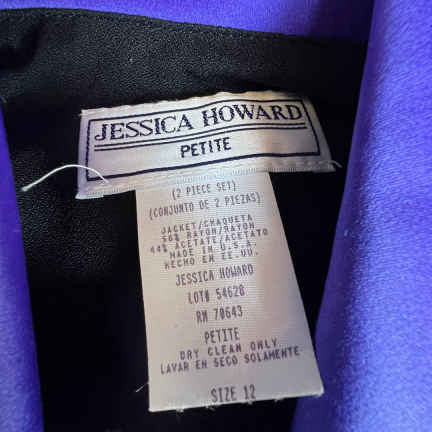 JESSICA HOWARD
PETITE
(2 PIECE SET)
(CONJUNTO DE 2 PIEZAS)
JACKET/CHAQUETA
56% RAYON/RAYON
44% ACETATE/ACETATO
MADE IN U.S.A.
HECHO EN EE.UU.
JESSICA HOWARD
LOT# 54628
RN 70643
PETITE
DRY CLEAN ONLY
LAVAR EN SECO SOLAMENTE
SIZE 12